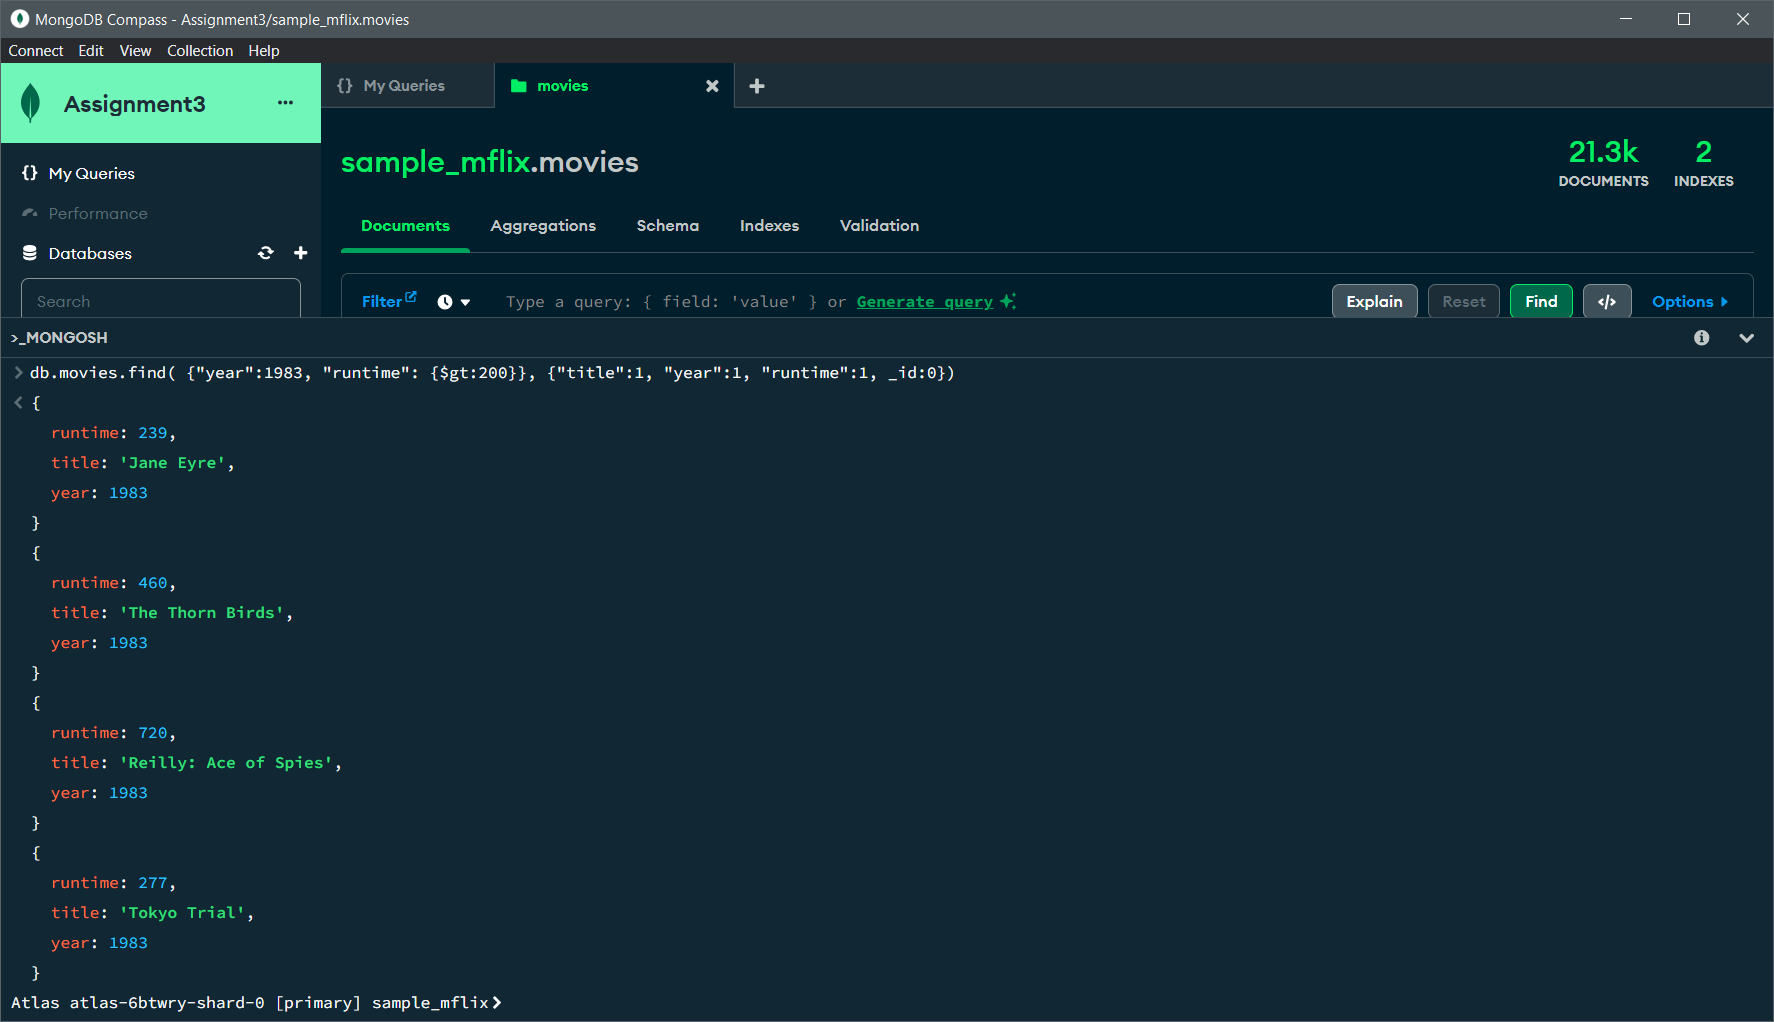 MongoDB Compass - Assignment3/sample_mflix.movies
Connect Edit View Collection Help
Assignment3
{} My Queries
movies
My Queries
Performance
Databases
Search
sample_mflix.movies
21.3k
DOCUMENTS
2
INDEXES
Documents Aggregations Schema Indexes Validation
Filter Type a query: { field: 'value' } or Generate query Explain Reset Find </> Options
>_MONGOSH
> db.movies.find( {"year":1983, "runtime": {$gt:200}}, {"title":1, "year":1, "runtime":1, _id:0})
< {
runtime: 239,
title: 'Jane Eyre',
year: 1983
}
{
runtime: 460,
title: 'The Thorn Birds',
year: 1983
}
{
runtime: 720,
title: 'Reilly: Ace of Spies',
year: 1983
}
{
runtime: 277,
title: 'Tokyo Trial',
year: 1983
}
Atlas atlas-6btwry-shard-0 [primary] sample_mflix>